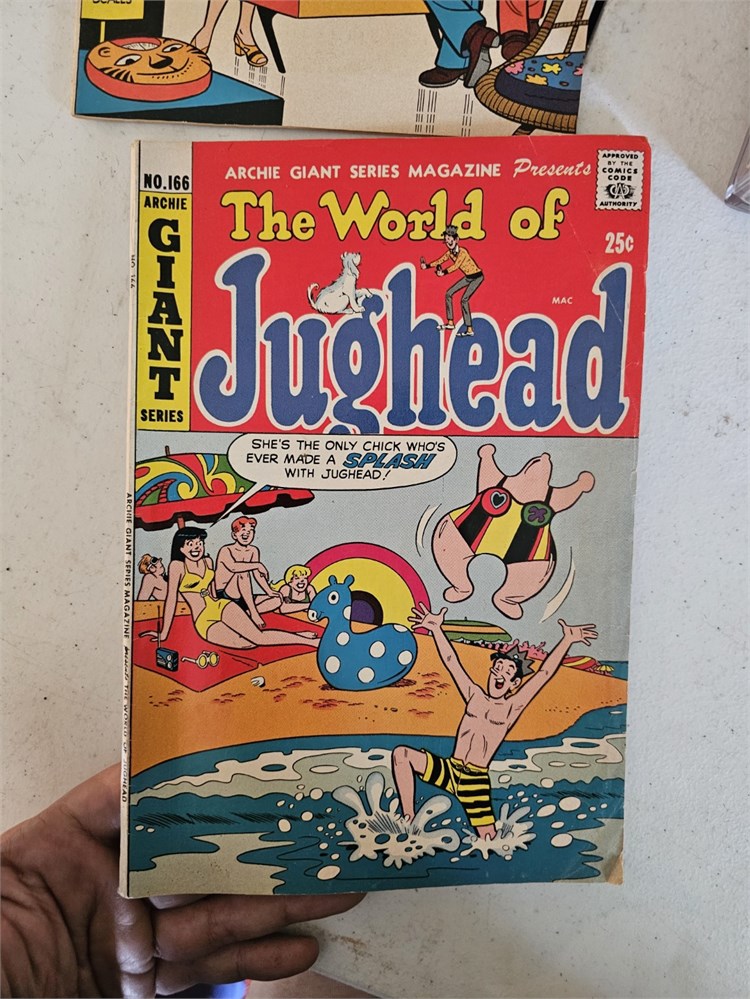 SCALES
NO.166
ARCHIE
GIANT
SERIES
ARCHIE GIANT SERIES MAGAZINE Presents
The World of
Jughead
APPROVED
BY THE
COMICS
CODE
CA
AUTHORITY
25¢
MAC
SHE'S THE ONLY CHICK WHO'S
EVER MADE A SPLASH
WITH JUGHEAD!
ARCHIE GIANT SERIES MAGAZINE presents THE WORLD OF JUGHEAD